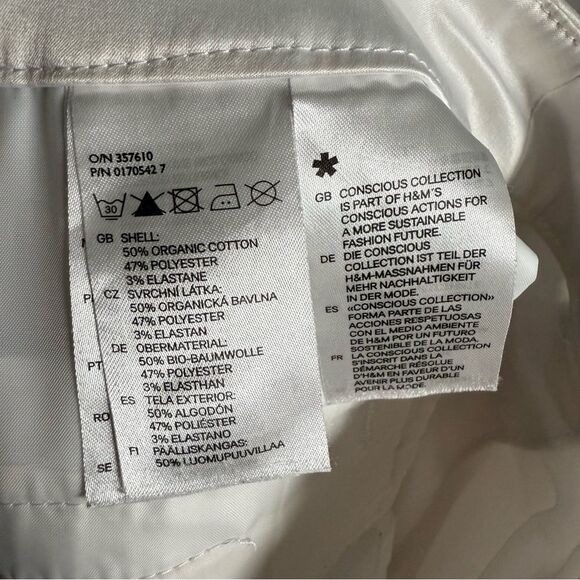 O/N 357610
P/N 0170542 7
30
GB SHELL:
50% ORGANIC COTTON
47% POLYESTER
3% ELASTANE
CZ SVRCHNÍ LÁTKA:
50% ORGANICKÁ BAVLNA
47% POLYESTER
3% ELASTAN
DE OBERMATERIAL:
50% BIO-BAUMWOLLE
47% POLYESTER
3% ELASTHAN
ES TELA EXTERIOR:
50% ALGODÓN
47% POLIÉSTER
3% ELASTANO
FI PÄÄLLISKANGAS:
50% LUOMUPUUVILLAA
PT
RO
SE
GB CONSCIOUS COLLECTION
IS PART OF H&M'S
CONSCIOUS ACTIONS FOR
A MORE SUSTAINABLE
FASHION FUTURE.
DE DIE CONSCIOUS
COLLECTION IST TEIL DER
H&M-MASSNAHMEN FÜR
MEHR NACHHALTIGKEIT
IN DER MODE.
ES «CONSCIOUS COLLECTION»
FORMA PARTE DE LAS
ACCIONES RESPETUOSAS
CON EL MEDIO AMBIENTE
DE H&M POR UN FUTURO
SOSTENIBLE DE LA MODA.
FR LA CONSCIOUS COLLECTION
S'INSCRIT DANS LA
DÉMARCHE RÉSOLUE
D'H&M EN FAVEUR D'UN
AVENIR PLUS DURABLE
POUR LA MODE.